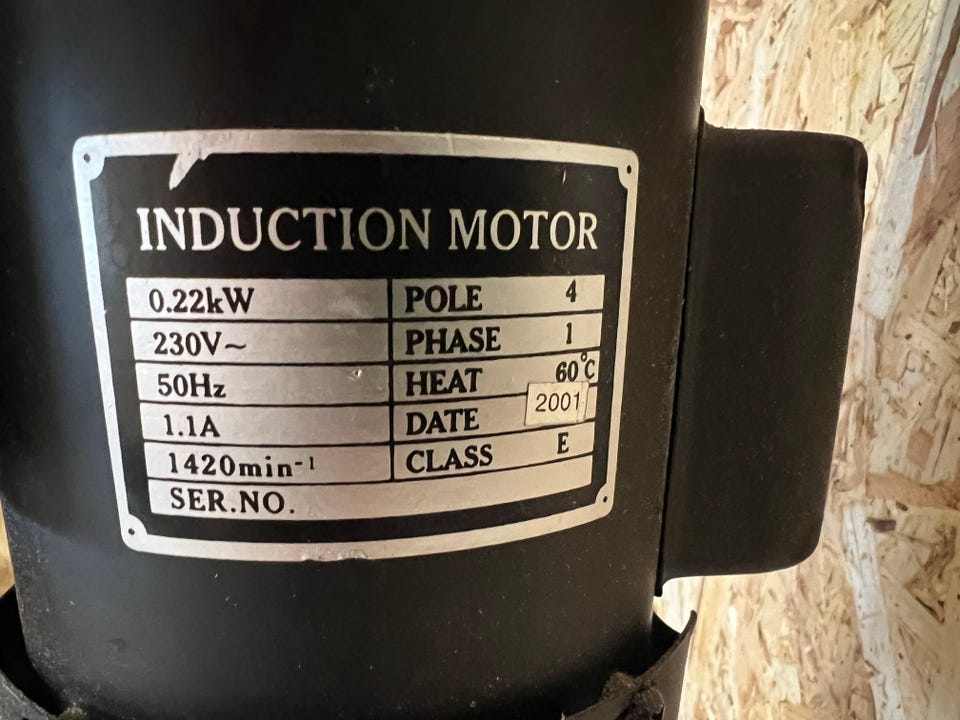 INDUCTION MOTOR
0.22kW POLE 4
230V~ PHASE 1
50Hz HEAT 60°C
1.1A DATE 2001
1420min-1 CLASS E
SER.NO.